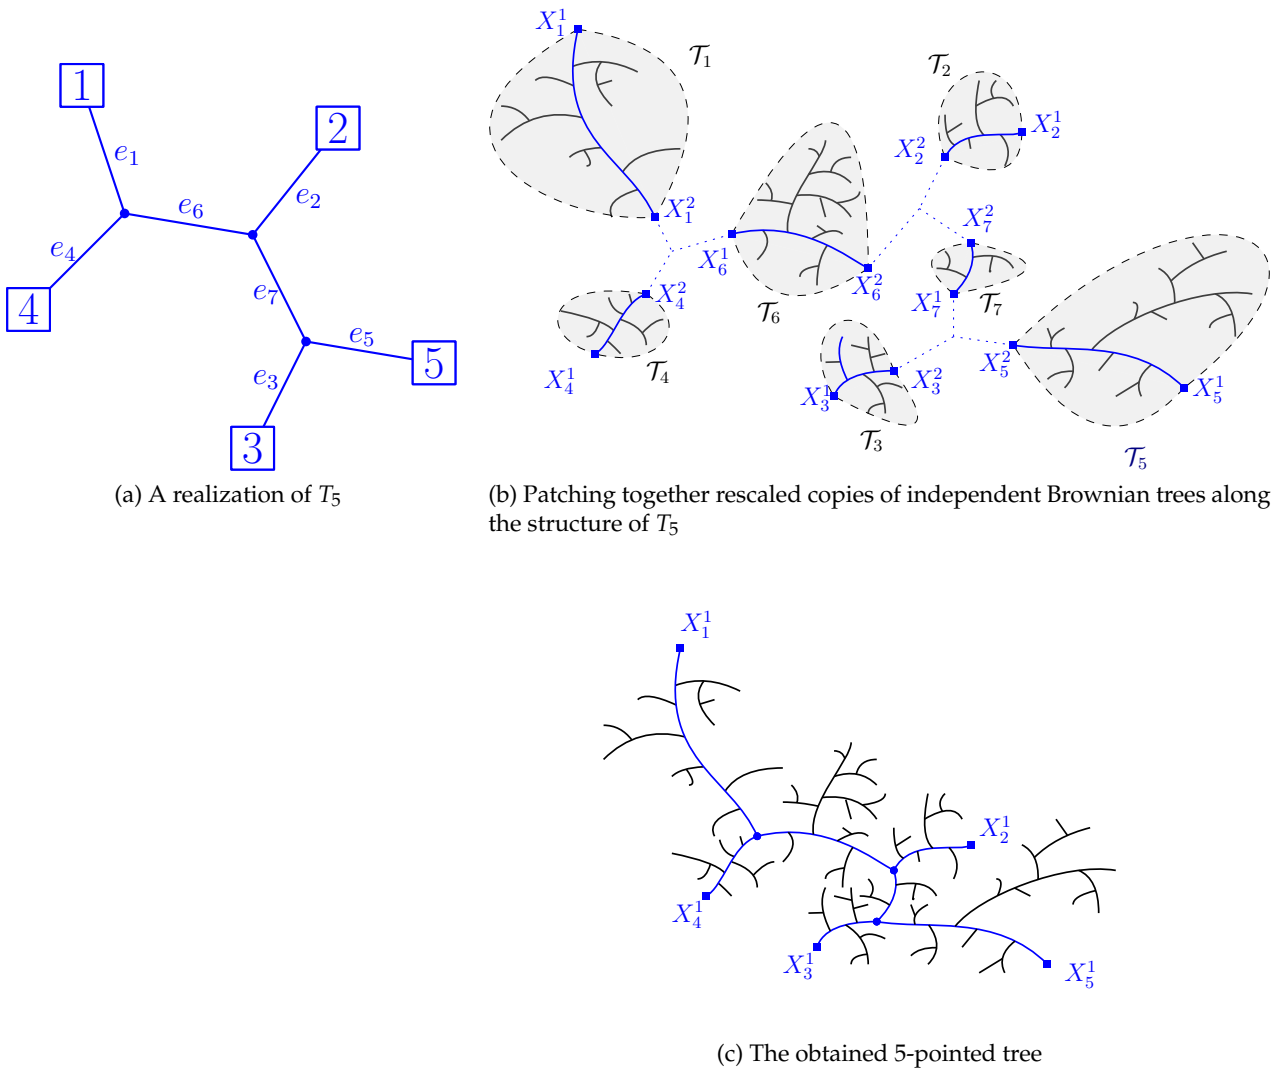 1
2
e₁
e₆
e₂
e₄
4
e₇
e₅
5
e₃
3
(a) A realization of T₅
X₁¹
𝒯₁
𝒯₂
X₂¹
X₂²
X₁²
X₇²
X₆¹
X₆²
X₄²
X₇¹
𝒯₇
𝒯₆
X₅²
𝒯₄
X₄¹
X₃²
X₃¹
X₅¹
𝒯₃
𝒯₅
(b) Patching together rescaled copies of independent Brownian trees along
the structure of T₅
X₁¹
X₂¹
X₄¹
X₃¹
X₅¹
(c) The obtained 5-pointed tree